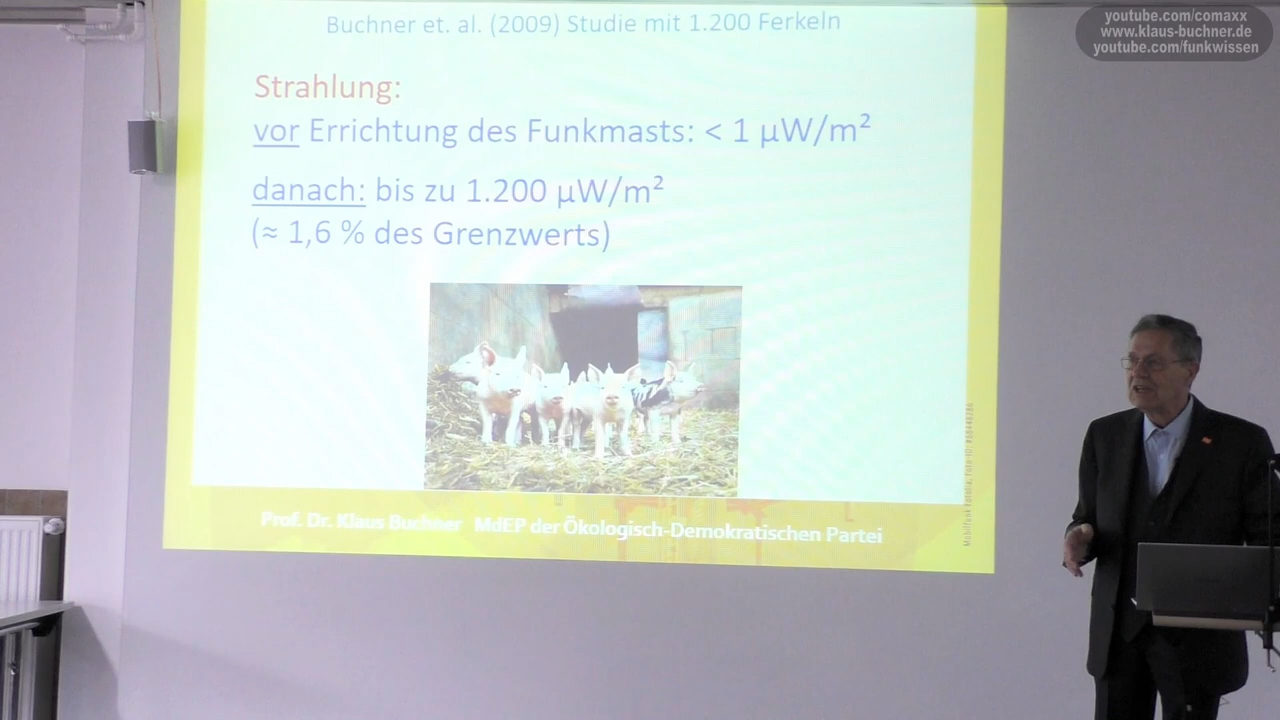 youtube.com/comaxx
www.klaus-buchner.de
youtube.com/funkwissen
Buchner et. al. (2009) Studie mit 1.200 Ferkeln
Strahlung:
vor Errichtung des Funkmasts: < 1 µW/m²
danach: bis zu 1.200 µW/m²
(≈ 1,6 % des Grenzwerts)
Prof. Dr. Klaus Buchner MdEP der Ökologisch-Demokratischen Partei